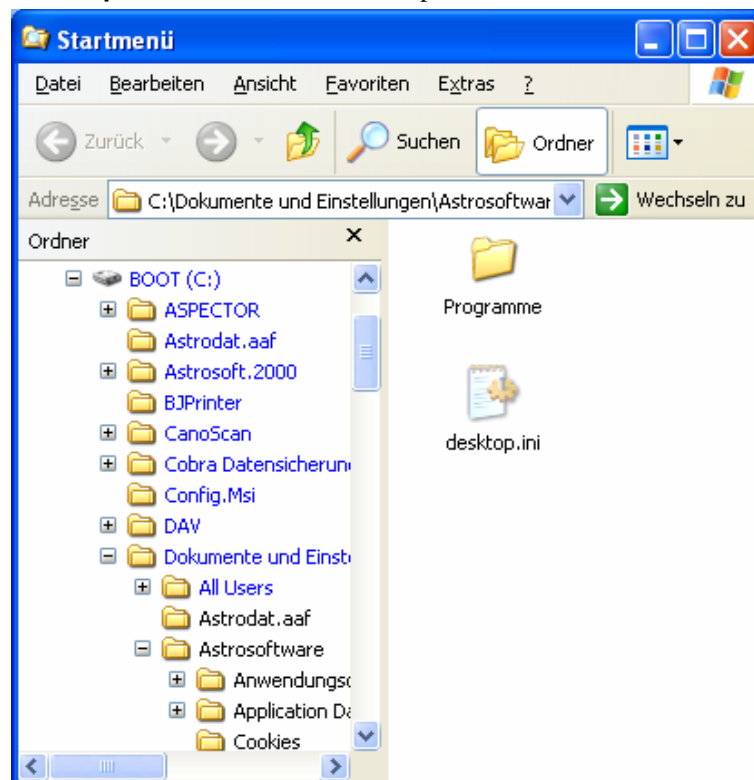 Startmenü
Datei Bearbeiten Ansicht Favoriten Extras ?
Zurück Suchen Ordner
Adresse C:\Dokumente und Einstellungen\Astrosoftwar Wechseln zu
Ordner
BOOT (C:)
ASPECTOR
Astrodat.aaf
Astrosoft.2000
BJPrinter
CanoScan
Cobra Datensicherun
Config.Msi
DAV
Dokumente und Einst
All Users
Astrodat.aaf
Astrosoftware
Anwendungs
Application Da
Cookies
Programme
desktop.ini